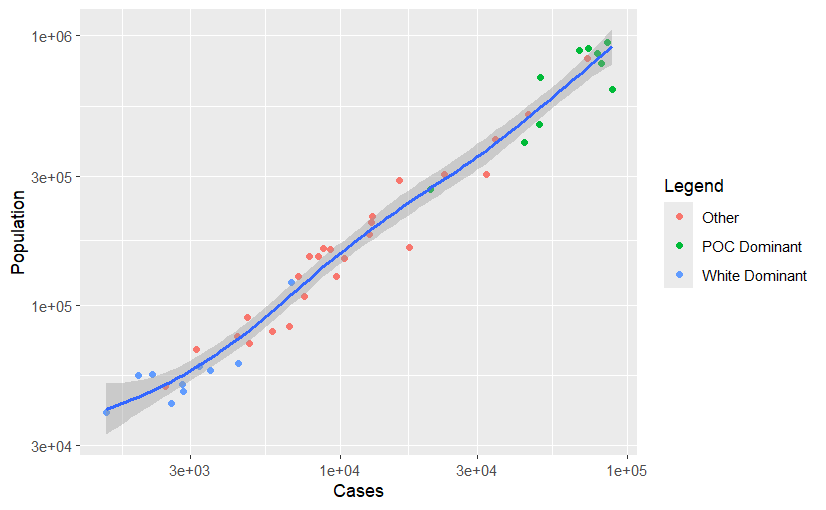 1e+06
3e+05
1e+05
3e+04
Population
3e+03
1e+04
3e+04
1e+05
Cases
Legend
Other
POC Dominant
White Dominant